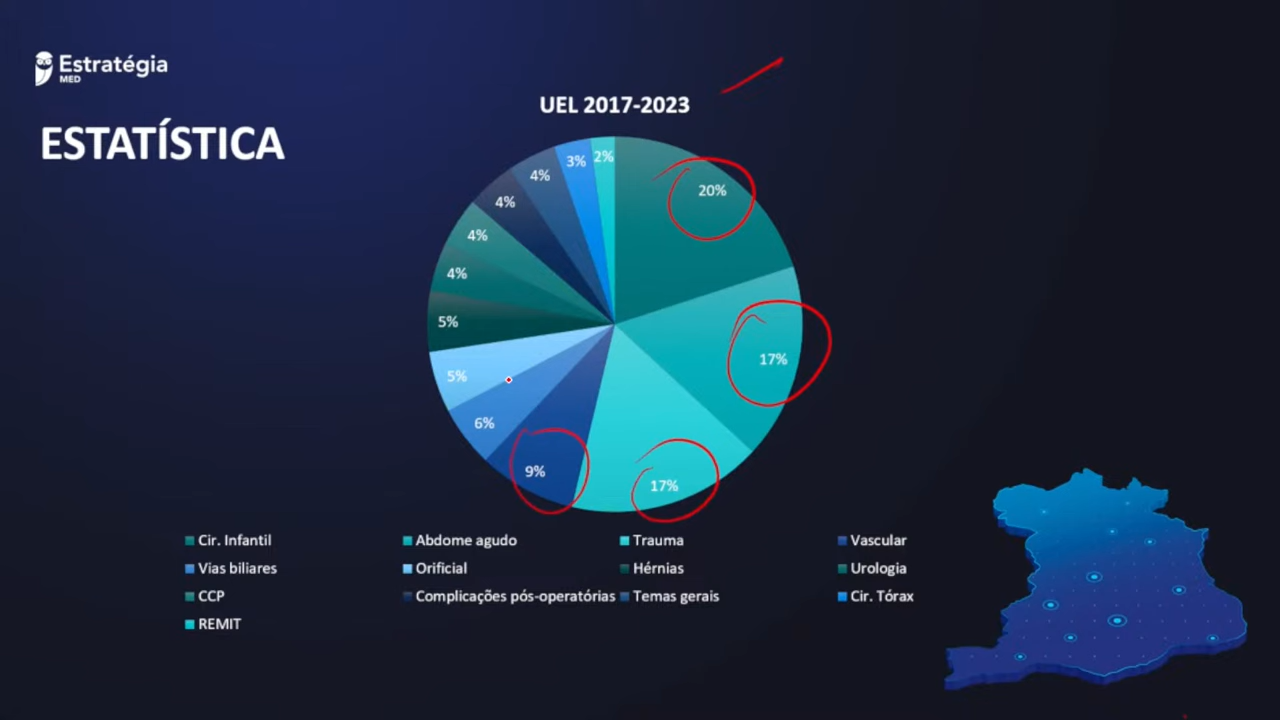 Estratégia
MED
ESTATÍSTICA
UEL 2017-2023
2%
3%
4%
4%
4%
4%
5%
5%
6%
9%
17%
17%
20%
Cir. Infantil
Abdome agudo
Trauma
Vascular
Vias biliares
Orificial
Hérnias
Urologia
CCP
Complicações pós-operatórias
Temas gerais
Cir. Tórax
REMIT